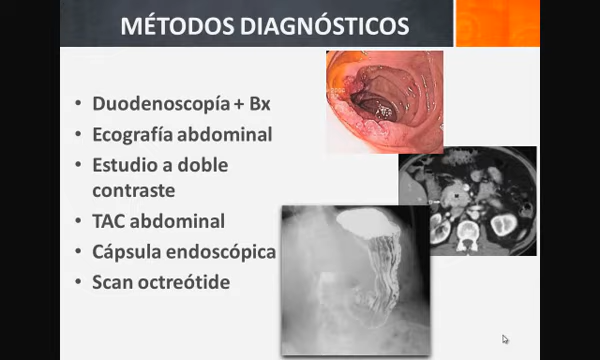 MÉTODOS DIAGNÓSTICOS
• Duodenoscopía + Bx
• Ecografía abdominal
• Estudio a doble
contraste
• TAC abdominal
• Cápsula endoscópica
• Scan octreótide